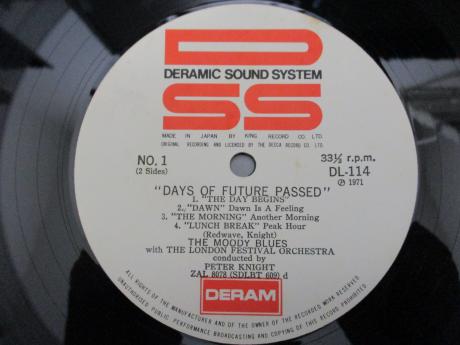 DSS
DERAMIC SOUND SYSTEM
MADE IN JAPAN BY KING RECORD CO. LTD.
ORIGINAL RECORDING AND LICENSED BY THE DECCA RECORD CO. LTD.
NO. 1 33⅓ r.p.m.
(2 Sides) DL-114
℗ 1971
"DAYS OF FUTURE PASSED"
1. "THE DAY BEGINS"
2. "DAWN" Dawn Is A Feeling
3. "THE MORNING" Another Morning
4. "LUNCH BREAK" Peak Hour
(Redwave, Knight)
THE MOODY BLUES
with THE LONDON FESTIVAL ORCHESTRA
conducted by
PETER KNIGHT
ZAL 8078 (SDLBT 609) d
DERAM
ALL RIGHTS OF THE MANUFACTURER AND OF THE OWNER OF THE RECORDED WORK RESERVED
UNAUTHORISED PUBLIC PERFORMANCE BROADCASTING AND COPYING OF THIS RECORD PROHIBITED